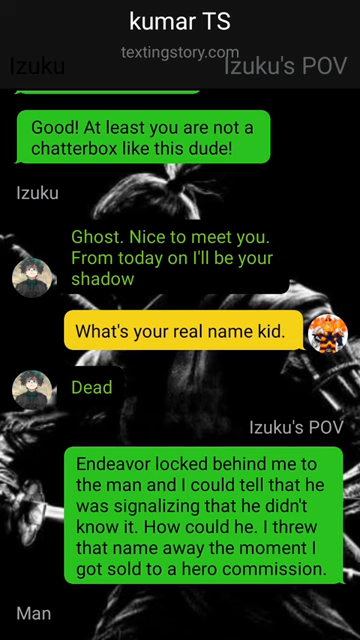 kumar TS
textingstory.com
Izuku
Izuku's POV
Good! At least you are not a
chatterbox like this dude!
Izuku
Ghost. Nice to meet you.
From today on I'll be your
shadow
What's your real name kid.
Dead
Izuku's POV
Endeavor locked behind me to
the man and I could tell that he
was signalizing that he didn't
know it. How could he. I threw
that name away the moment I
got sold to a hero commission.
Man